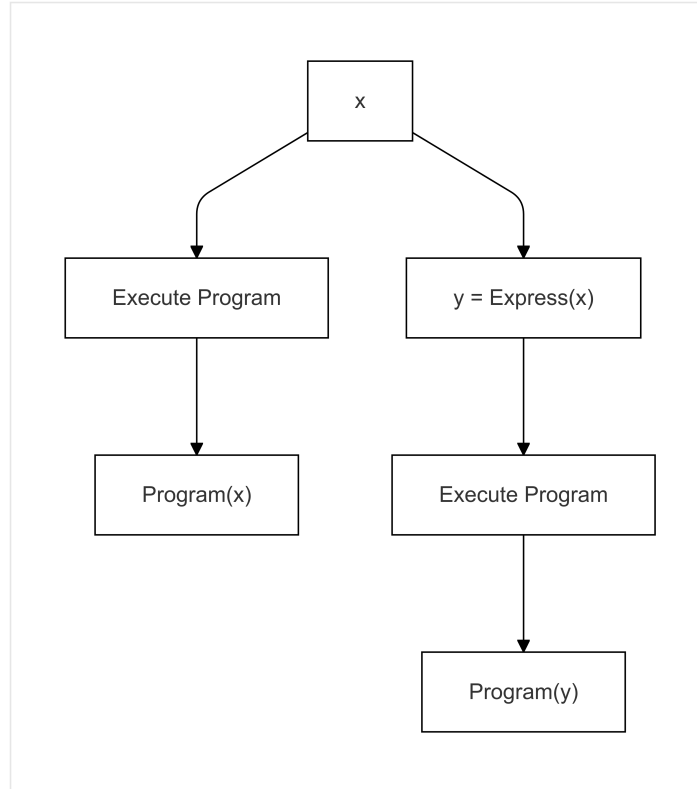 x
Execute Program
y = Express(x)
Program(x)
Execute Program
Program(y)